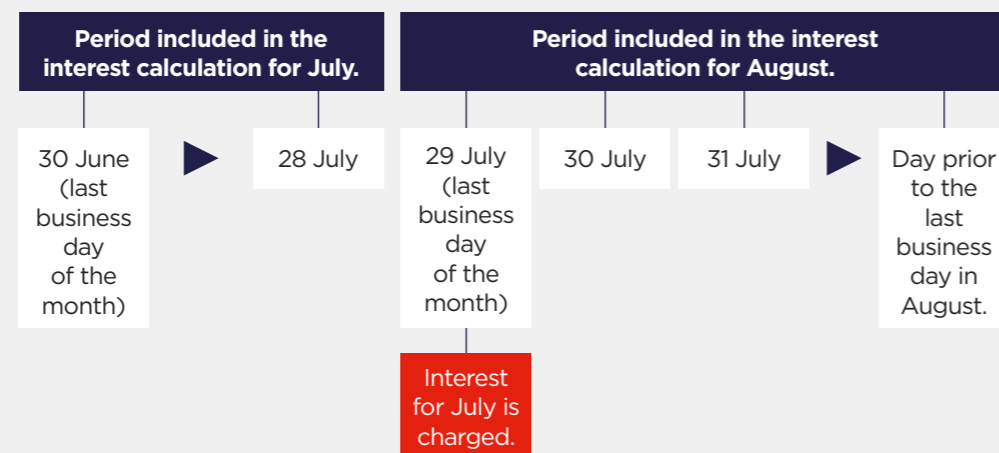 Period included in the
interest calculation for July.
Period included in the interest
calculation for August.
30 June
(last
business
day
of the
month)
28 July
29 July
(last
business
day
of the
month)
30 July
31 July
Day prior
to the
last
business
day in
August.
Interest
for July is
charged.